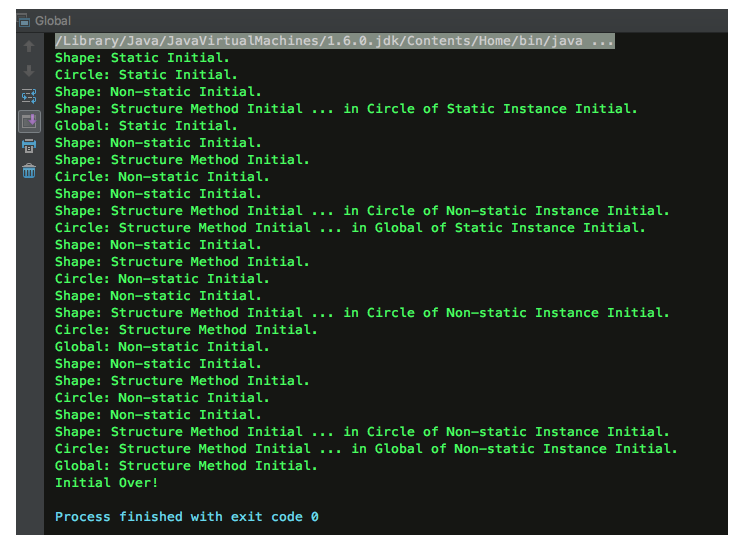 Global
/Library/Java/JavaVirtualMachines/1.6.0.jdk/Contents/Home/bin/java ...
Shape: Static Initial.
Circle: Static Initial.
Shape: Non-static Initial.
Shape: Structure Method Initial ... in Circle of Static Instance Initial.
Global: Static Initial.
Shape: Non-static Initial.
Shape: Structure Method Initial.
Circle: Non-static Initial.
Shape: Non-static Initial.
Shape: Structure Method Initial ... in Circle of Non-static Instance Initial.
Circle: Structure Method Initial ... in Global of Static Instance Initial.
Shape: Non-static Initial.
Shape: Structure Method Initial.
Circle: Non-static Initial.
Shape: Non-static Initial.
Shape: Structure Method Initial ... in Circle of Non-static Instance Initial.
Circle: Structure Method Initial.
Global: Non-static Initial.
Shape: Non-static Initial.
Shape: Structure Method Initial.
Circle: Non-static Initial.
Shape: Non-static Initial.
Shape: Structure Method Initial ... in Circle of Non-static Instance Initial.
Circle: Structure Method Initial ... in Global of Non-static Instance Initial.
Global: Structure Method Initial.
Initial Over!
Process finished with exit code 0